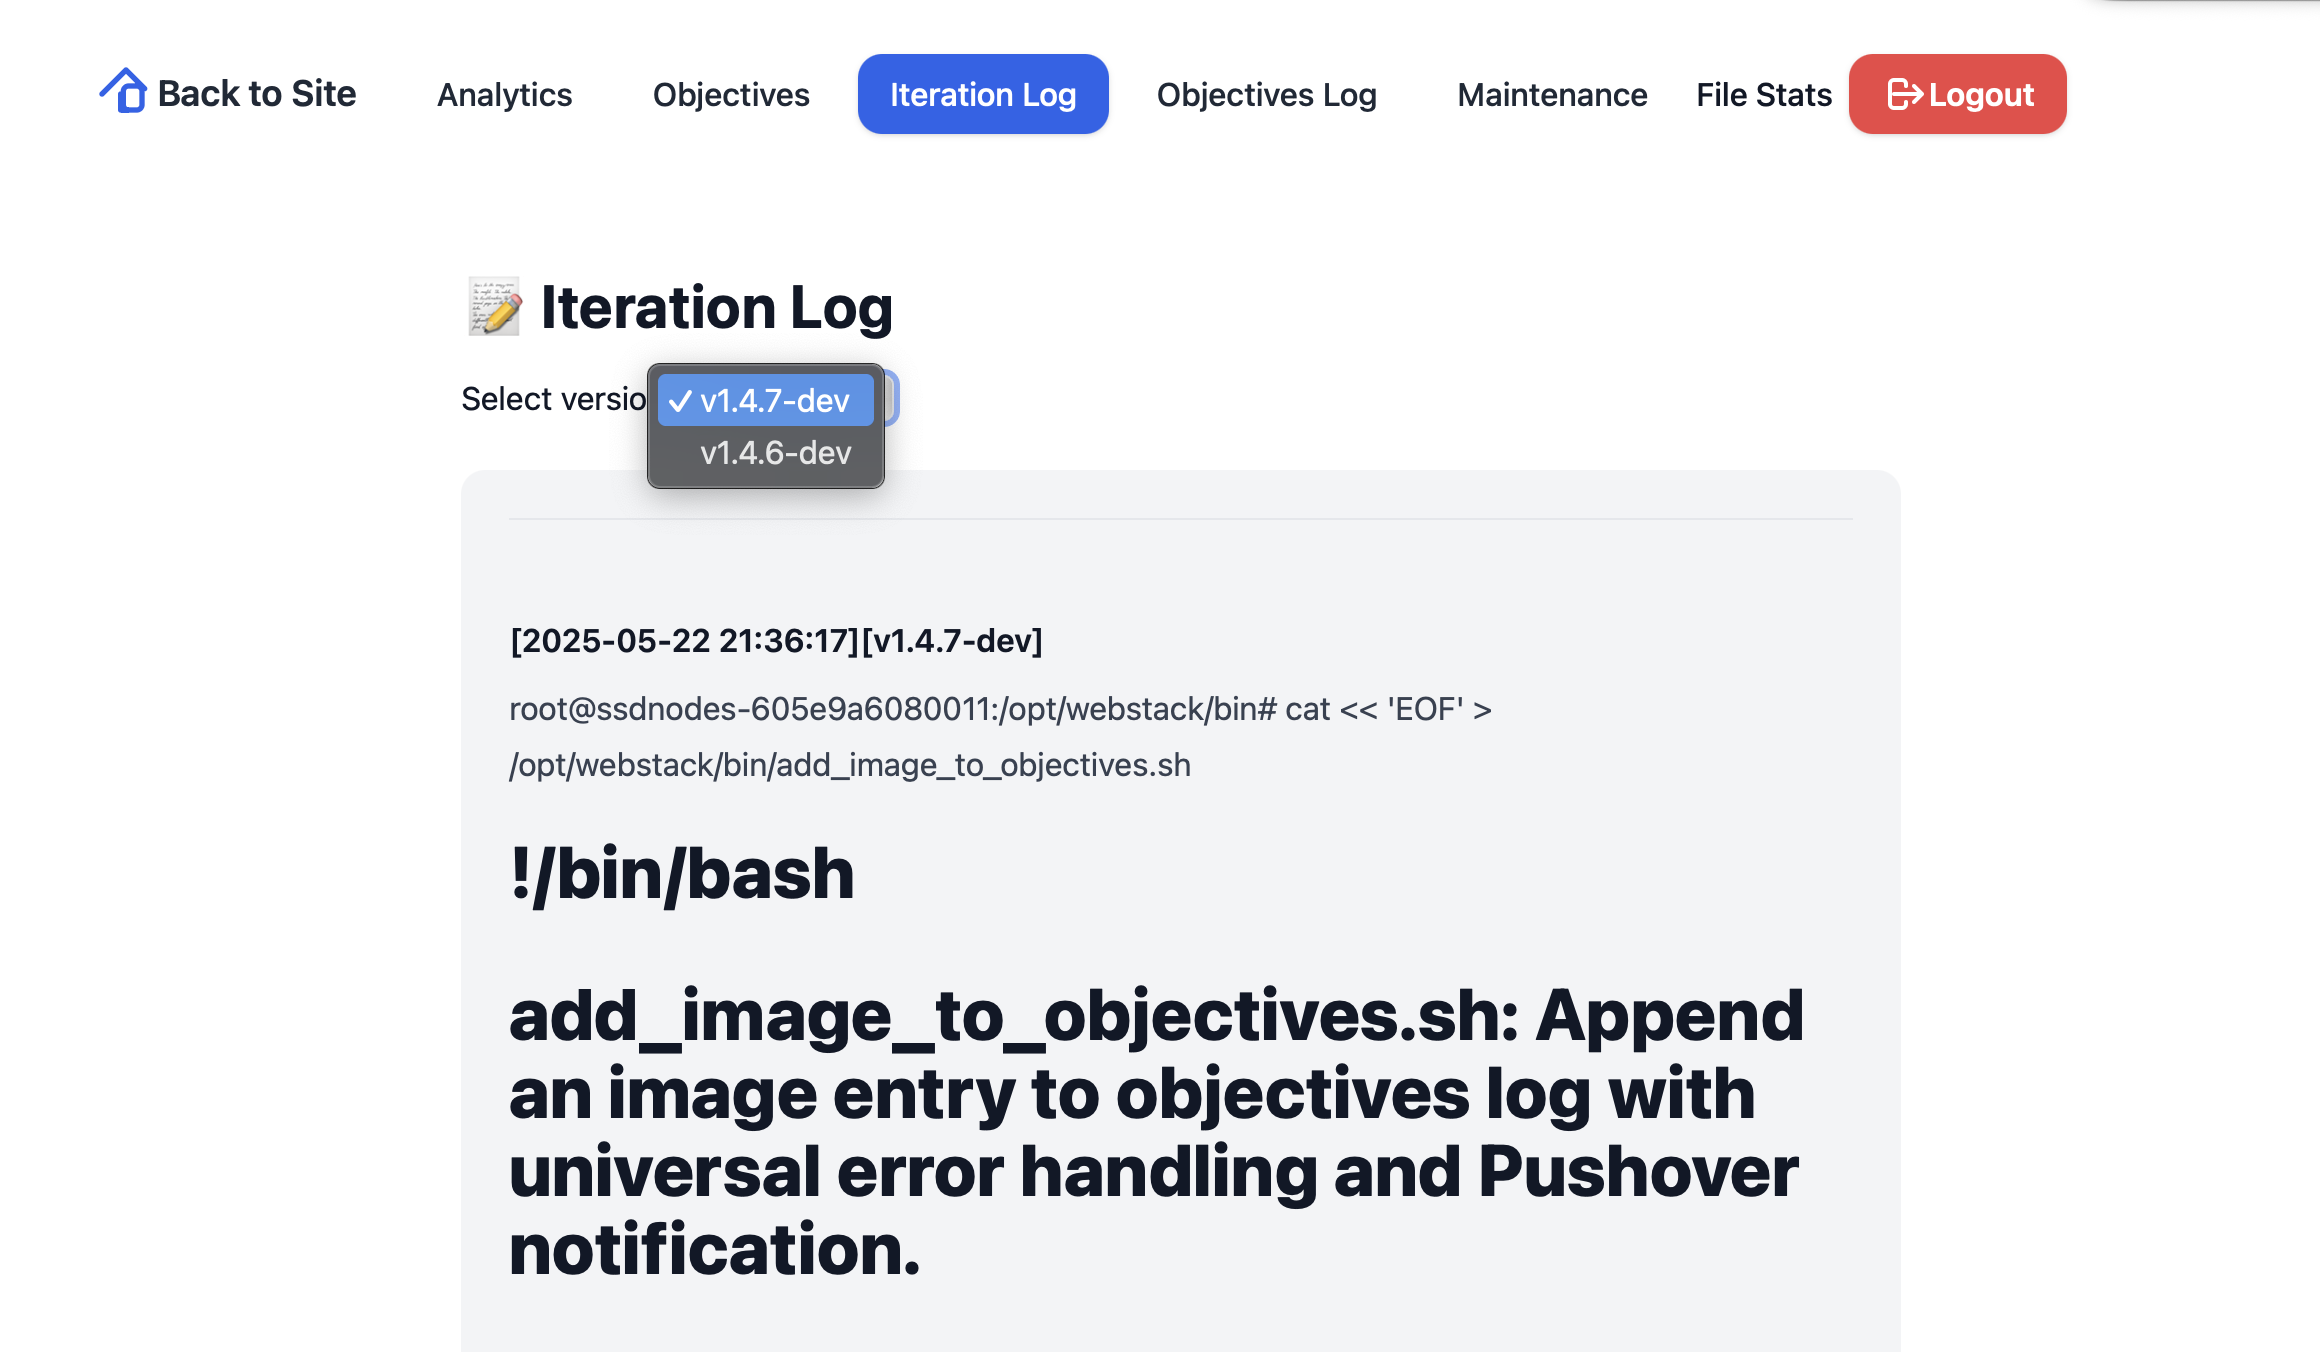 Back to Site
Analytics
Objectives
Iteration Log
Objectives Log
Maintenance
File Stats
Logout
Iteration Log
Select versio
✓ v1.4.7-dev
v1.4.6-dev
[2025-05-22 21:36:17][v1.4.7-dev]
root@ssdnodes-605e9a6080011:/opt/webstack/bin# cat << 'EOF' >
/opt/webstack/bin/add_image_to_objectives.sh
!/bin/bash
add_image_to_objectives.sh: Append
an image entry to objectives log with
universal error handling and Pushover
notification.